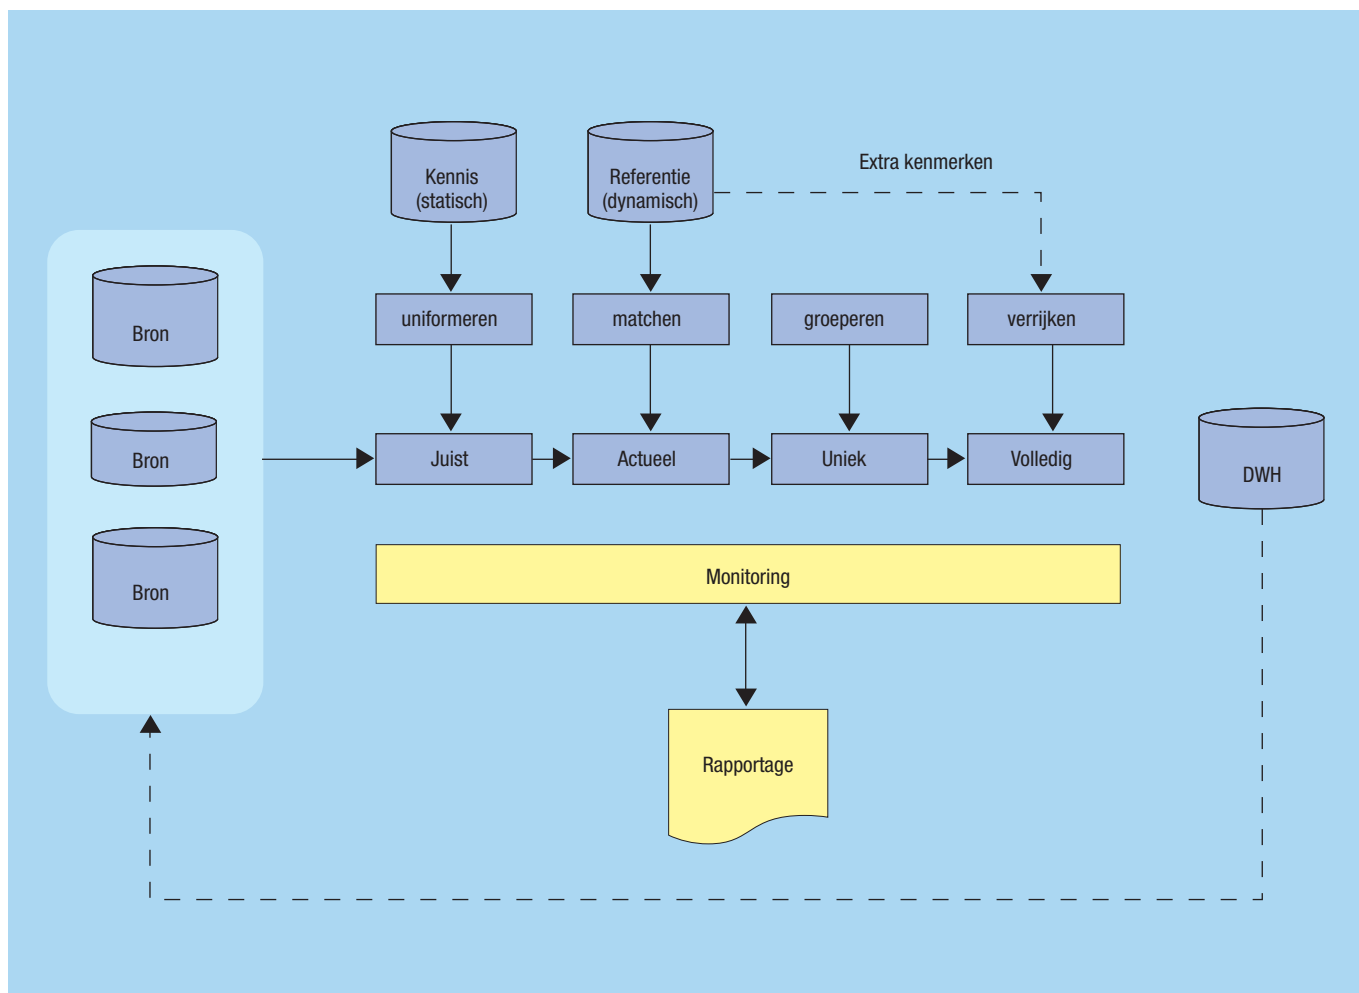 Kennis
(statisch)
Referentie
(dynamisch)
Extra kenmerken
Bron
Bron
Bron
uniformeren
matchen
groeperen
verrijken
Juist
Actueel
Uniek
Volledig
DWH
Monitoring
Rapportage